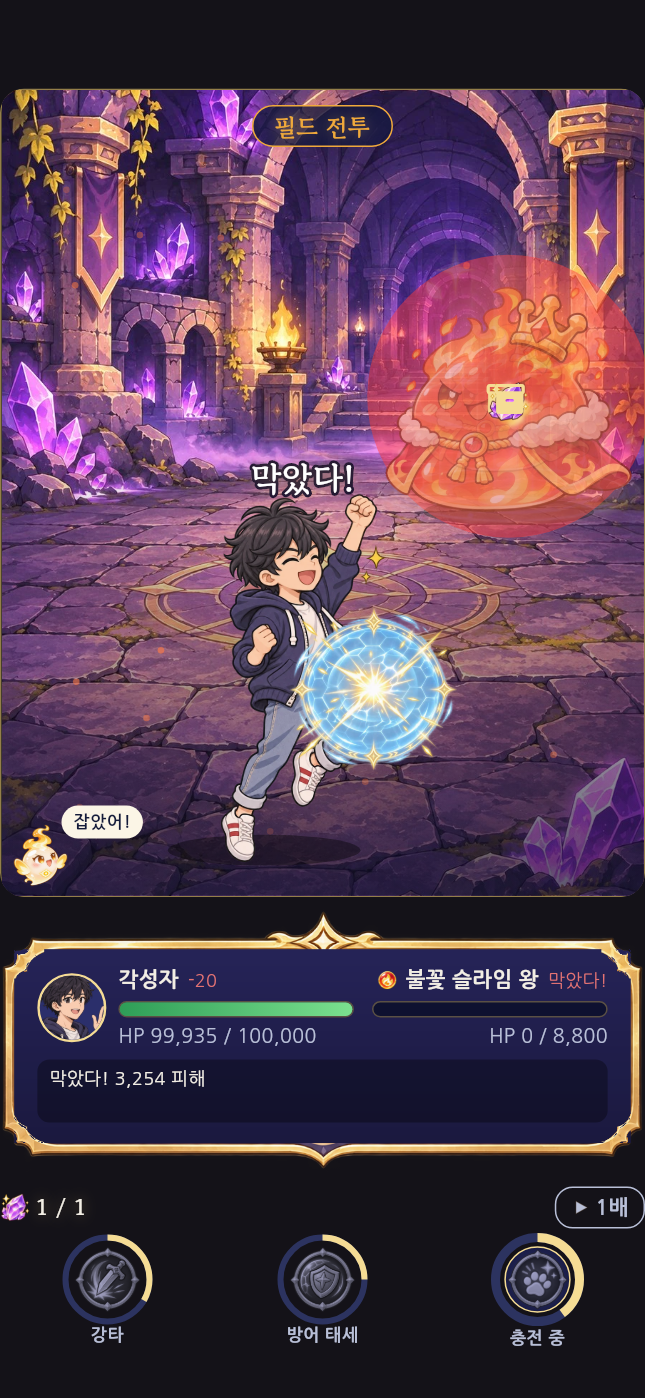 필드 전투
막았다!
잡았어!
각성자 -20
불꽃 슬라임 왕 막았다!
HP 99,935 / 100,000
HP 0 / 8,800
막았다! 3,254 피해
1 / 1
▶ 1배
강타
방어 태세
충전 중